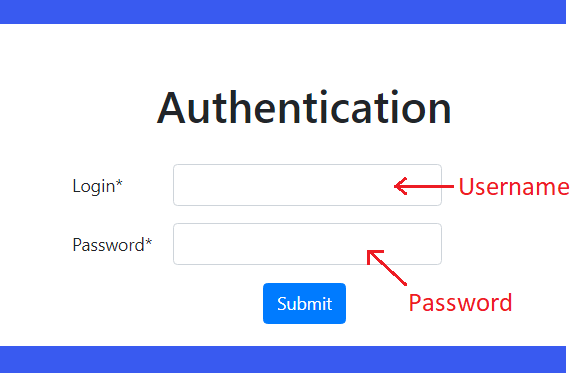 Authentication
Login*
Username
Password*
Submit
Password